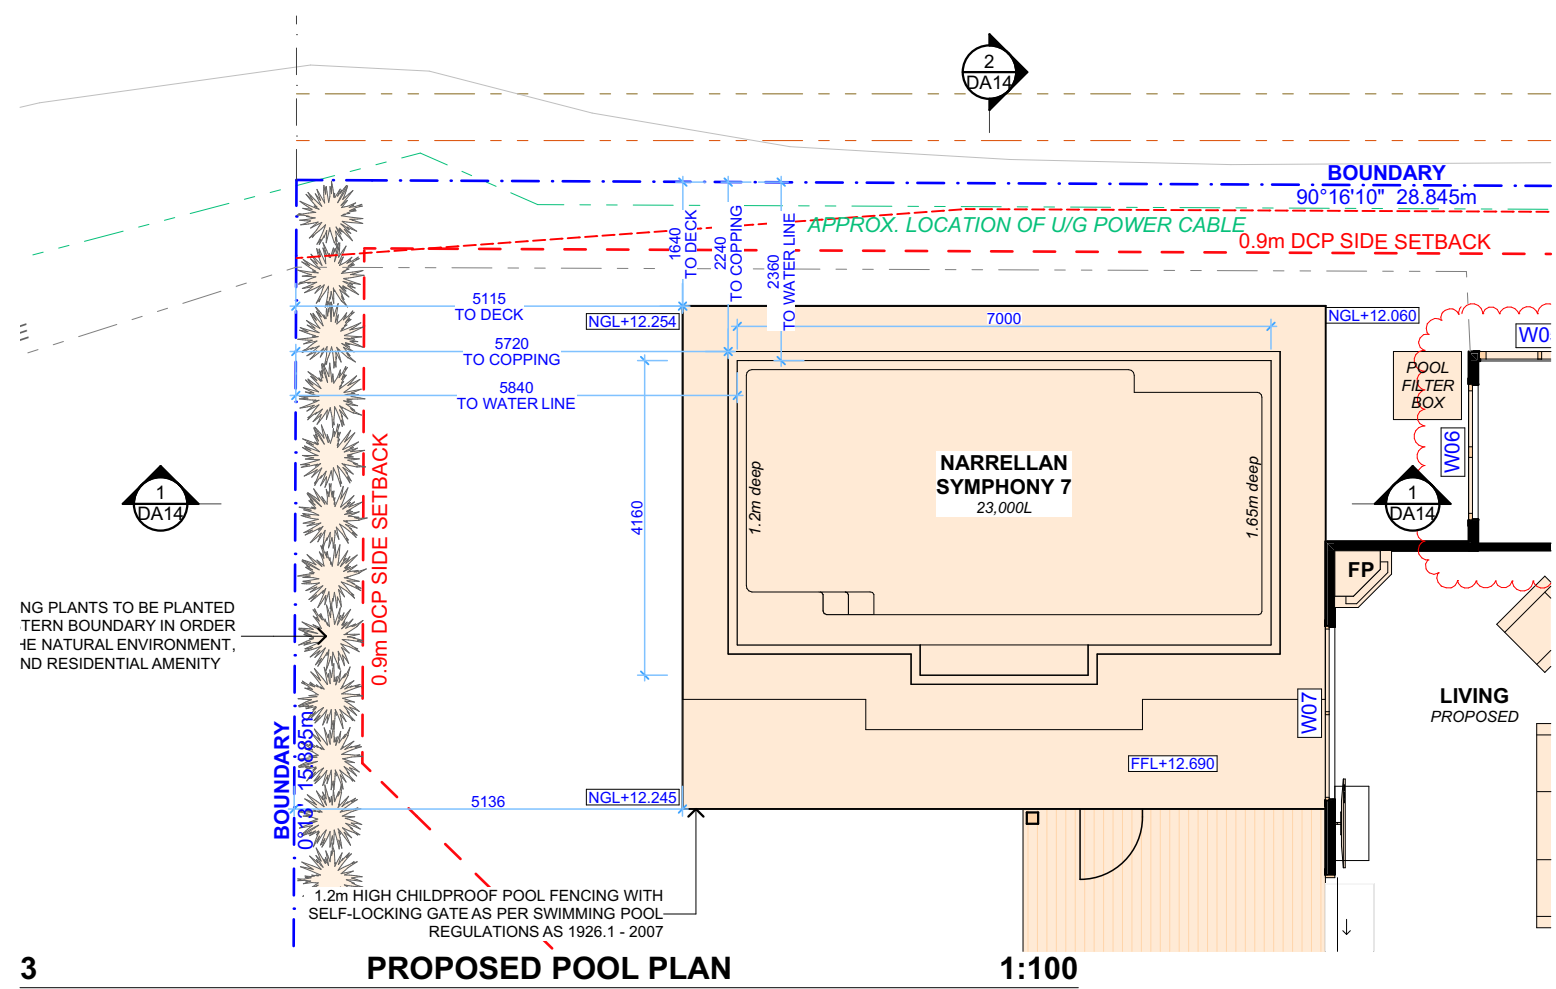 2
DA14
BOUNDARY
90°16'10" 28.845m
APPROX. LOCATION OF U/G POWER CABLE
0.9m DCP SIDE SETBACK
1640
TO DECK
2240
TO COPPING
2360
TO WATER LINE
5115
TO DECK
NGL+12.254
7000
NGL+12.060
5720
TO COPPING
5840
TO WATER LINE
POOL
FILTER
BOX
W06
0.9m DCP SIDE SETBACK
1
DA14
4160
1.2m deep
NARRELLAN
SYMPHONY 7
23,000L
1.65m deep
1
DA14
FP
NG PLANTS TO BE PLANTED
TERN BOUNDARY IN ORDER
HE NATURAL ENVIRONMENT,
ND RESIDENTIAL AMENITY
LIVING
PROPOSED
W07
FFL+12.690
BOUNDARY
0°13' 15.885m
5136
NGL+12.245
1.2m HIGH CHILDPROOF POOL FENCING WITH
SELF-LOCKING GATE AS PER SWIMMING POOL
REGULATIONS AS 1926.1 - 2007
3 PROPOSED POOL PLAN 1:100